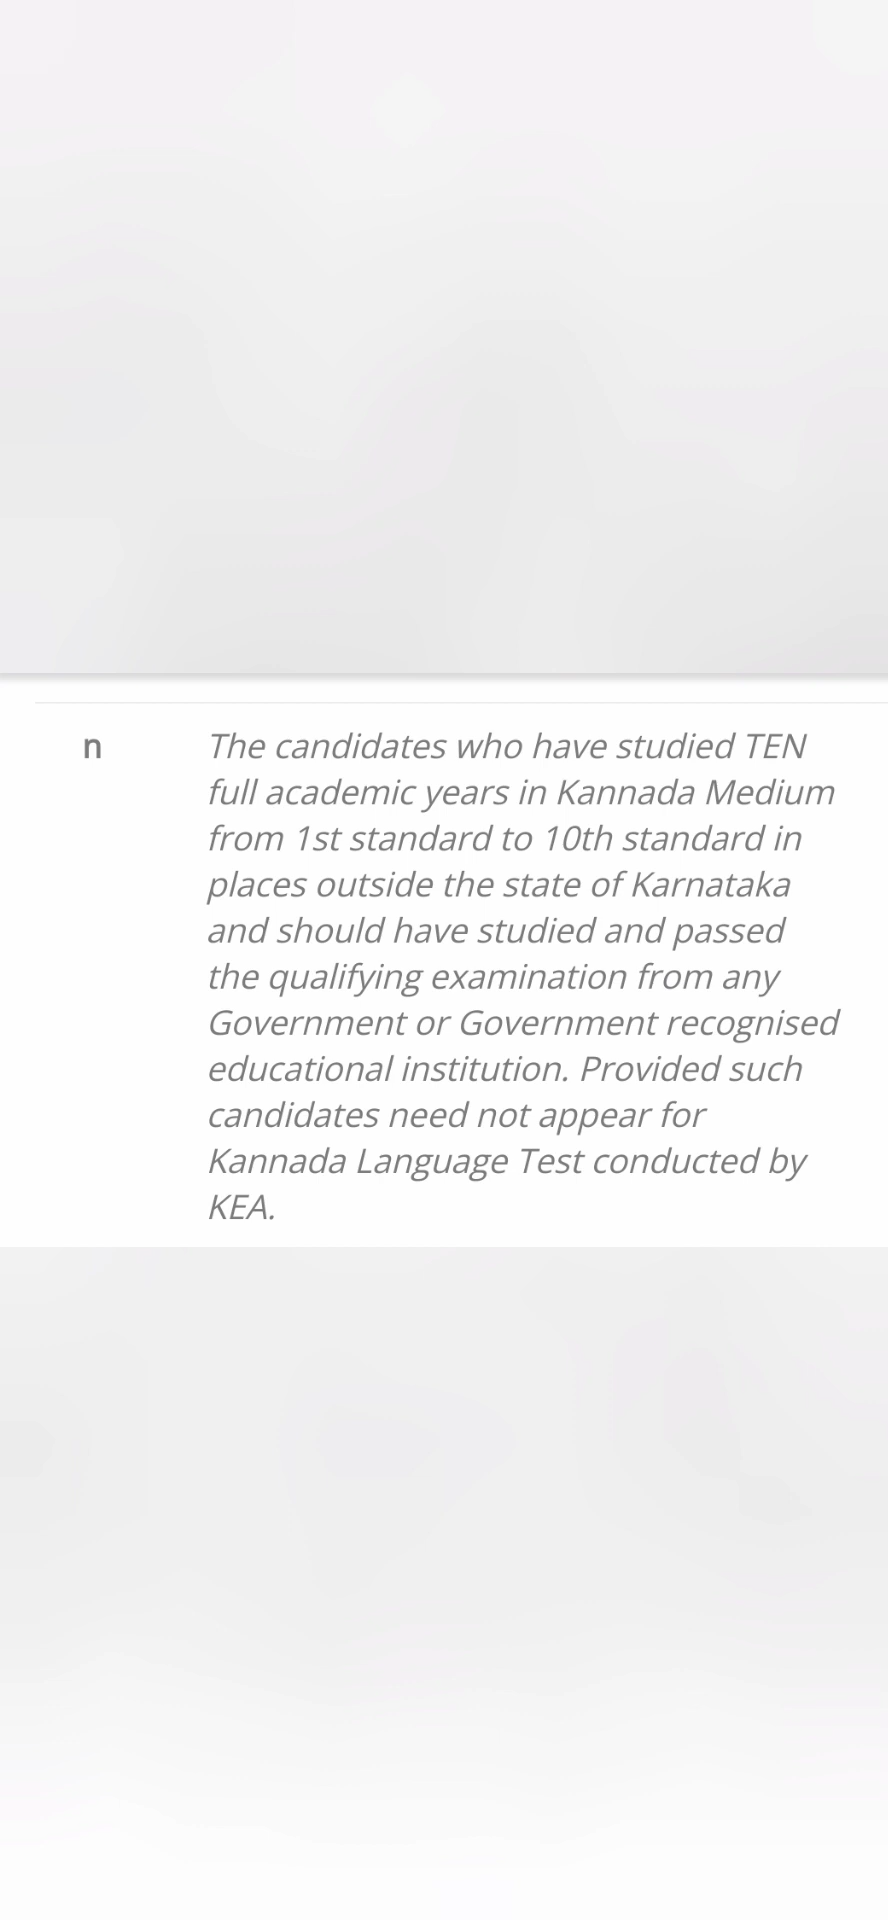 n
The candidates who have studied TEN
full academic years in Kannada Medium
from 1st standard to 10th standard in
places outside the state of Karnataka
and should have studied and passed
the qualifying examination from any
Government or Government recognised
educational institution. Provided such
candidates need not appear for
Kannada Language Test conducted by
KEA.